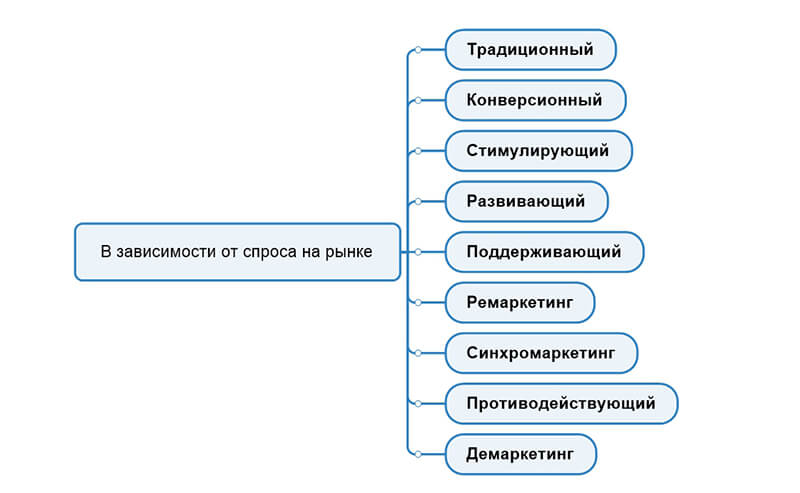 В зависимости от спроса на рынке
Традиционный
Конверсионный
Стимулирующий
Развивающий
Поддерживающий
Ремаркетинг
Синхромаркетинг
Противодействующий
Демаркетинг